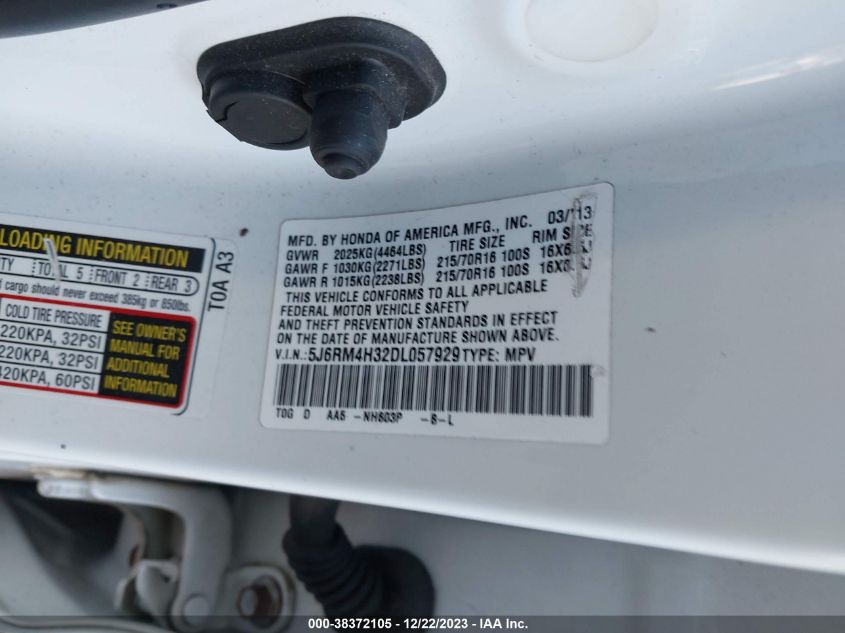 LOADING INFORMATION
TOTAL 5 FRONT 2 REAR 3
cargo should never exceed 385kg or 850lbs.
COLD TIRE PRESSURE
220KPA, 32PSI
220KPA, 32PSI
420KPA, 60PSI
SEE OWNER'S
MANUAL FOR
ADDITIONAL
INFORMATION
T0A A3
MFD. BY HONDA OF AMERICA MFG., INC. 03/13
GVWR 2025KG(4464LBS) TIRE SIZE RIM SIZE
GAWR F 1030KG(2271LBS) 215/70R16 100S
GAWR R 1015KG(2238LBS) 215/70R16 100S
THIS VEHICLE CONFORMS TO ALL APPLICABLE
FEDERAL MOTOR VEHICLE SAFETY
AND THEFT PREVENTION STANDARDS IN EFFECT
ON THE DATE OF MANUFACTURE SHOWN ABOVE.
V.I.N.: 5J6RM4H32DL057929 TYPE: MPV
T0G D AA6 -NH603P -B-L
000-38372105 - 12/22/2023 - IAA Inc.